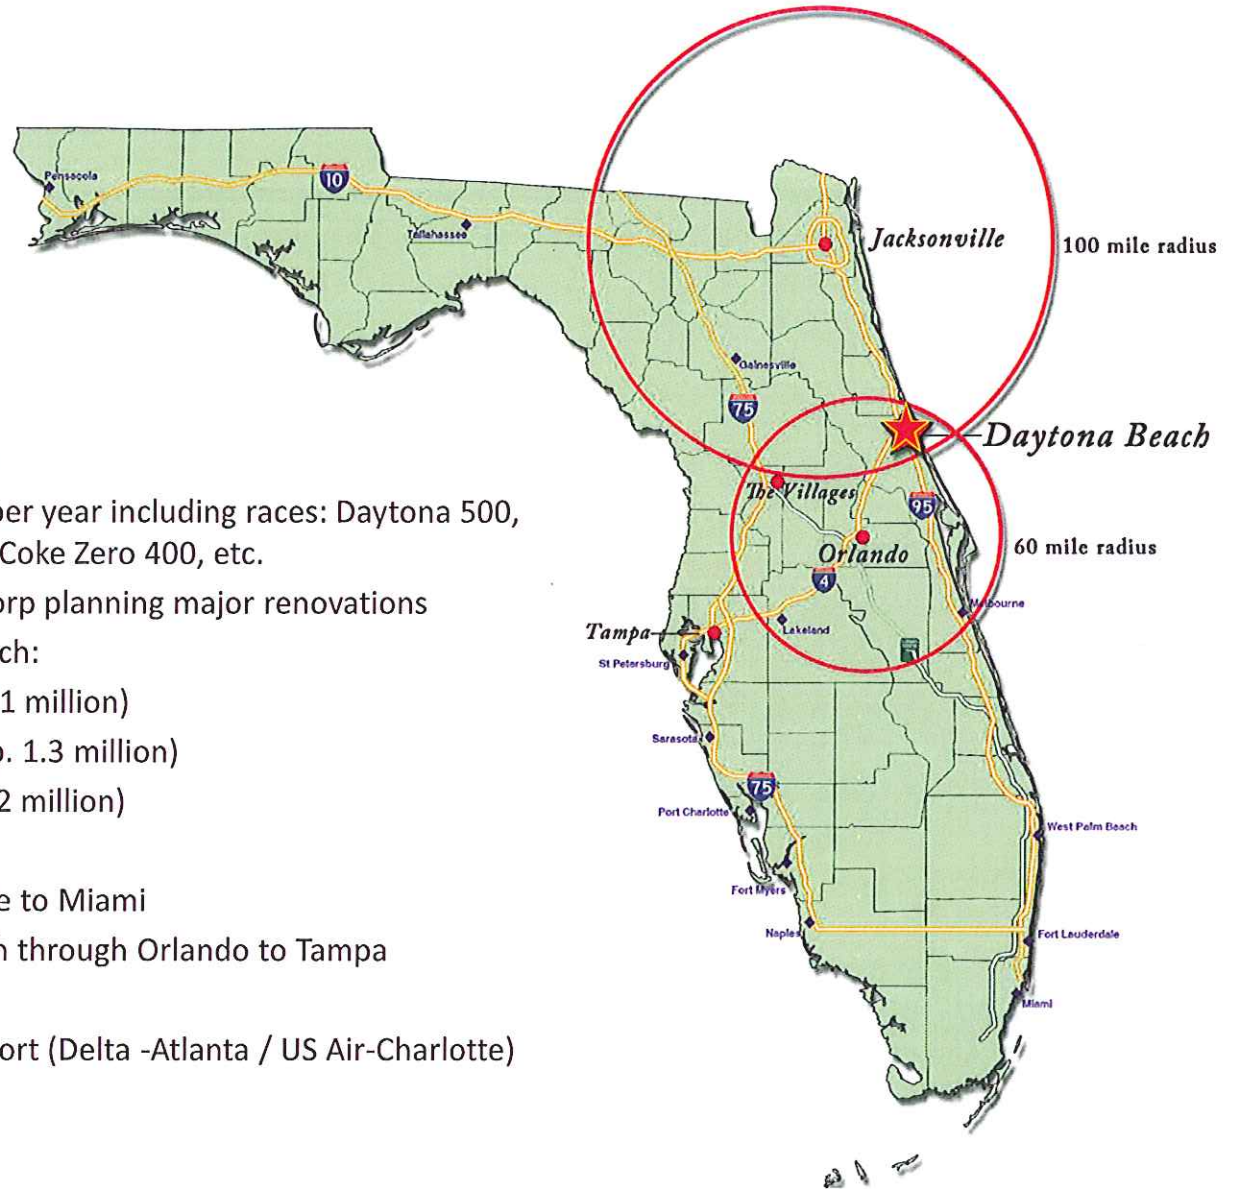 Pensacola
10
Tallahassee
Jacksonville
100 mile radius
Gainesville
75
Daytona Beach
The Villages
95
Orlando
60 mile radius
4
Melbourne
Tampa
Lakeland
St Petersburg
Sarasota
75
Port Charlotte
West Palm Beach
Fort Myers
Naples
Fort Lauderdale
Miami
per year including races: Daytona 500,
Coke Zero 400, etc.
orp planning major renovations
ch:
1 million)
. 1.3 million)
2 million)
e to Miami
through Orlando to Tampa
ort (Delta -Atlanta / US Air-Charlotte)